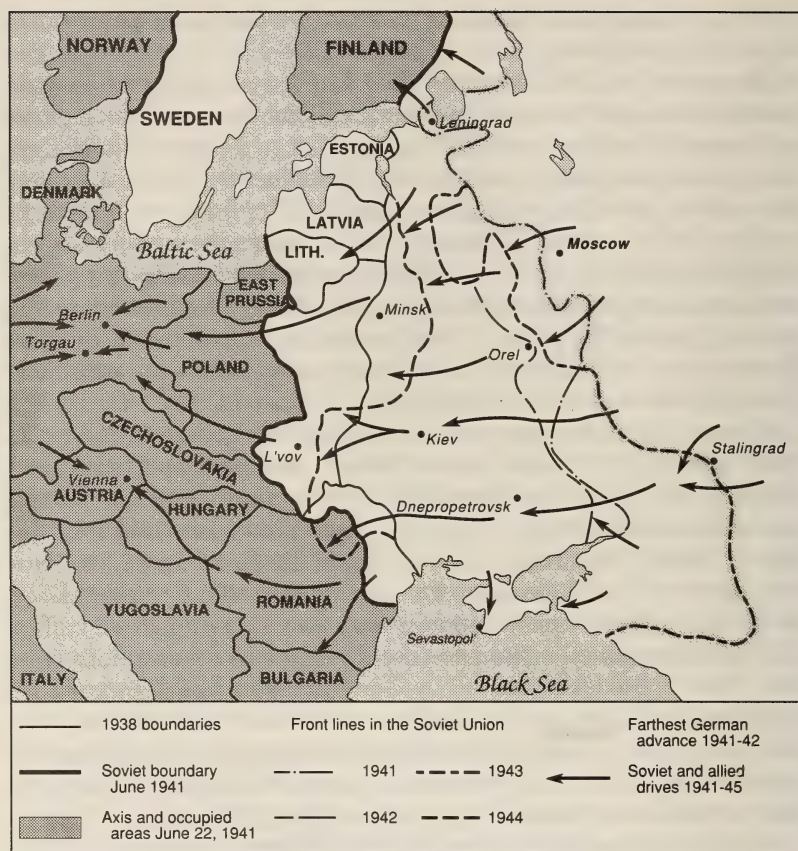 NORWAY
FINLAND
SWEDEN
Leningrad
ESTONIA
DENMARK
LATVIA
Baltic Sea
Moscow
LITH.
EAST
PRUSSIA
Berlin
Minsk
Torgau
Orel
POLAND
CZECHOSLOVAKIA
Kiev
L'vov
Stalingrad
Vienna
AUSTRIA
HUNGARY
Dnepropetrovsk
ROMANIA
YUGOSLAVIA
Sevastopol
ITALY
BULGARIA
Black Sea
1938 boundaries
Front lines in the Soviet Union
Farthest German
advance 1941-42
Soviet boundary
June 1941
1941
1943
Soviet and allied
drives 1941-45
Axis and occupied
areas June 22, 1941
1942
1944